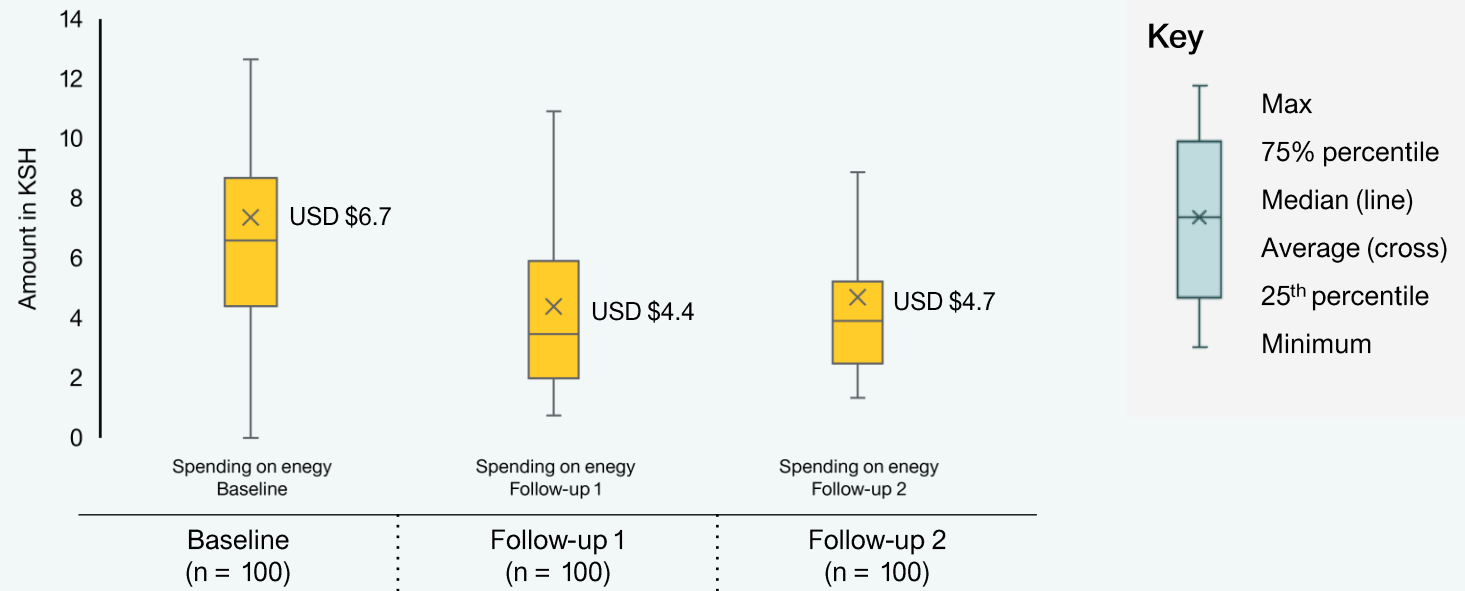 Amount in KSH
14
12
10
8
6
4
2
0
USD $6.7
USD $4.4
USD $4.7
Spending on enegy
Baseline
Spending on enegy
Follow-up 1
Spending on enegy
Follow-up 2
Baseline
(n = 100)
Follow-up 1
(n = 100)
Follow-up 2
(n = 100)
Key
Max
75% percentile
Median (line)
Average (cross)
25th percentile
Minimum